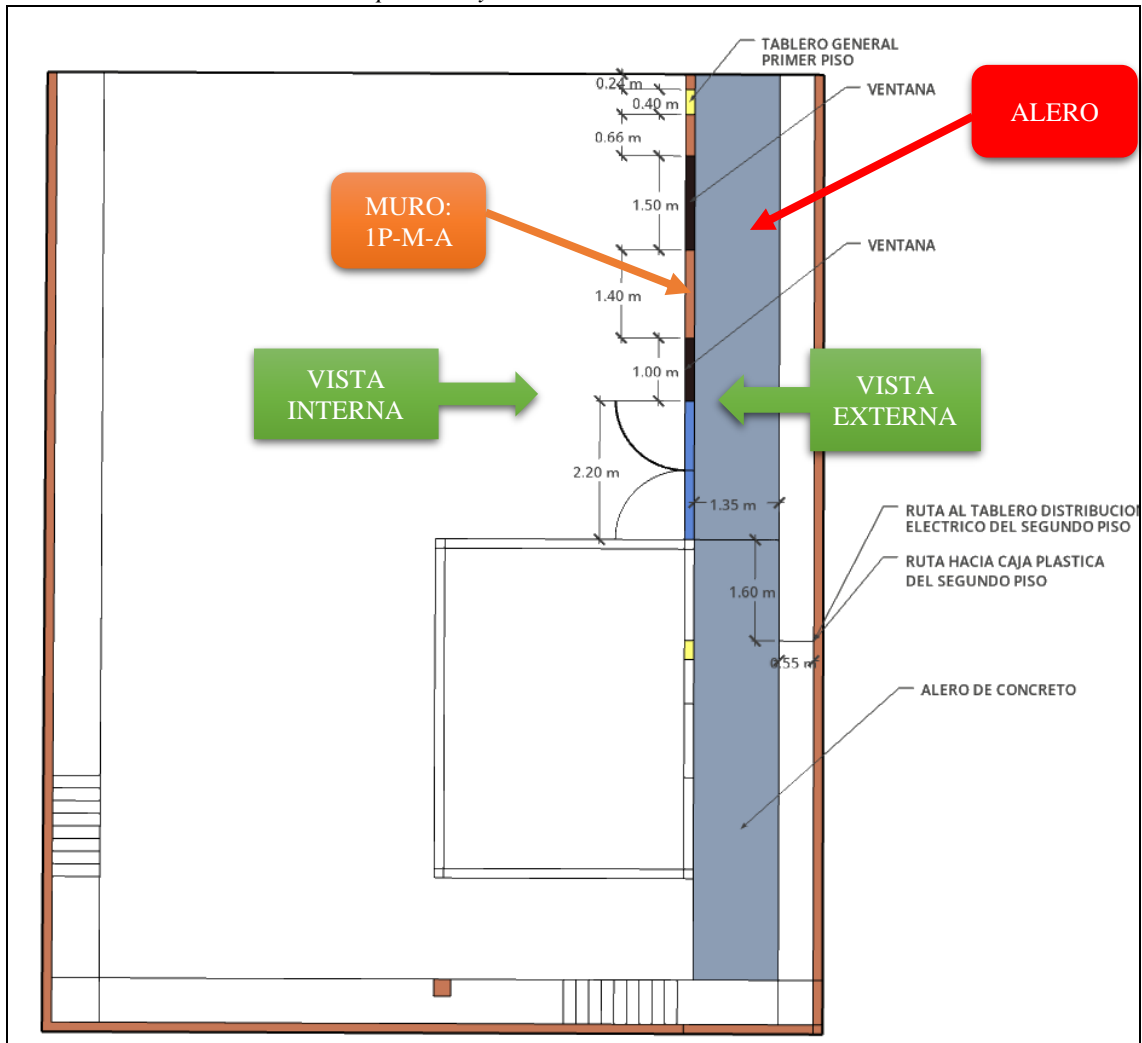 TABLERO GENERAL
PRIMER PISO
0.24 m
0.40 m
VENTANA
ALERO
0.66 m
MURO:
1P-M-A
1.50 m
VENTANA
1.40 m
VISTA
INTERNA
1.00 m
VISTA
EXTERNA
2.20 m
1.35 m
RUTA AL TABLERO DISTRIBUCION
ELECTRICO DEL SEGUNDO PISO
RUTA HACIA CAJA PLASTICA
DEL SEGUNDO PISO
1.60 m
0.55 m
ALERO DE CONCRETO